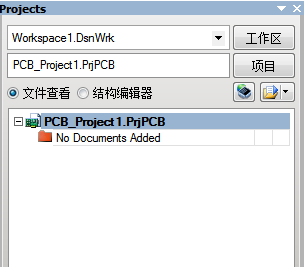 Projects
Workspace1.DsnWrk
工作区
PCB_Project1.PrjPCB
项目
文件查看
结构编辑器
PCB_Project1.PrjPCB
No Documents Added